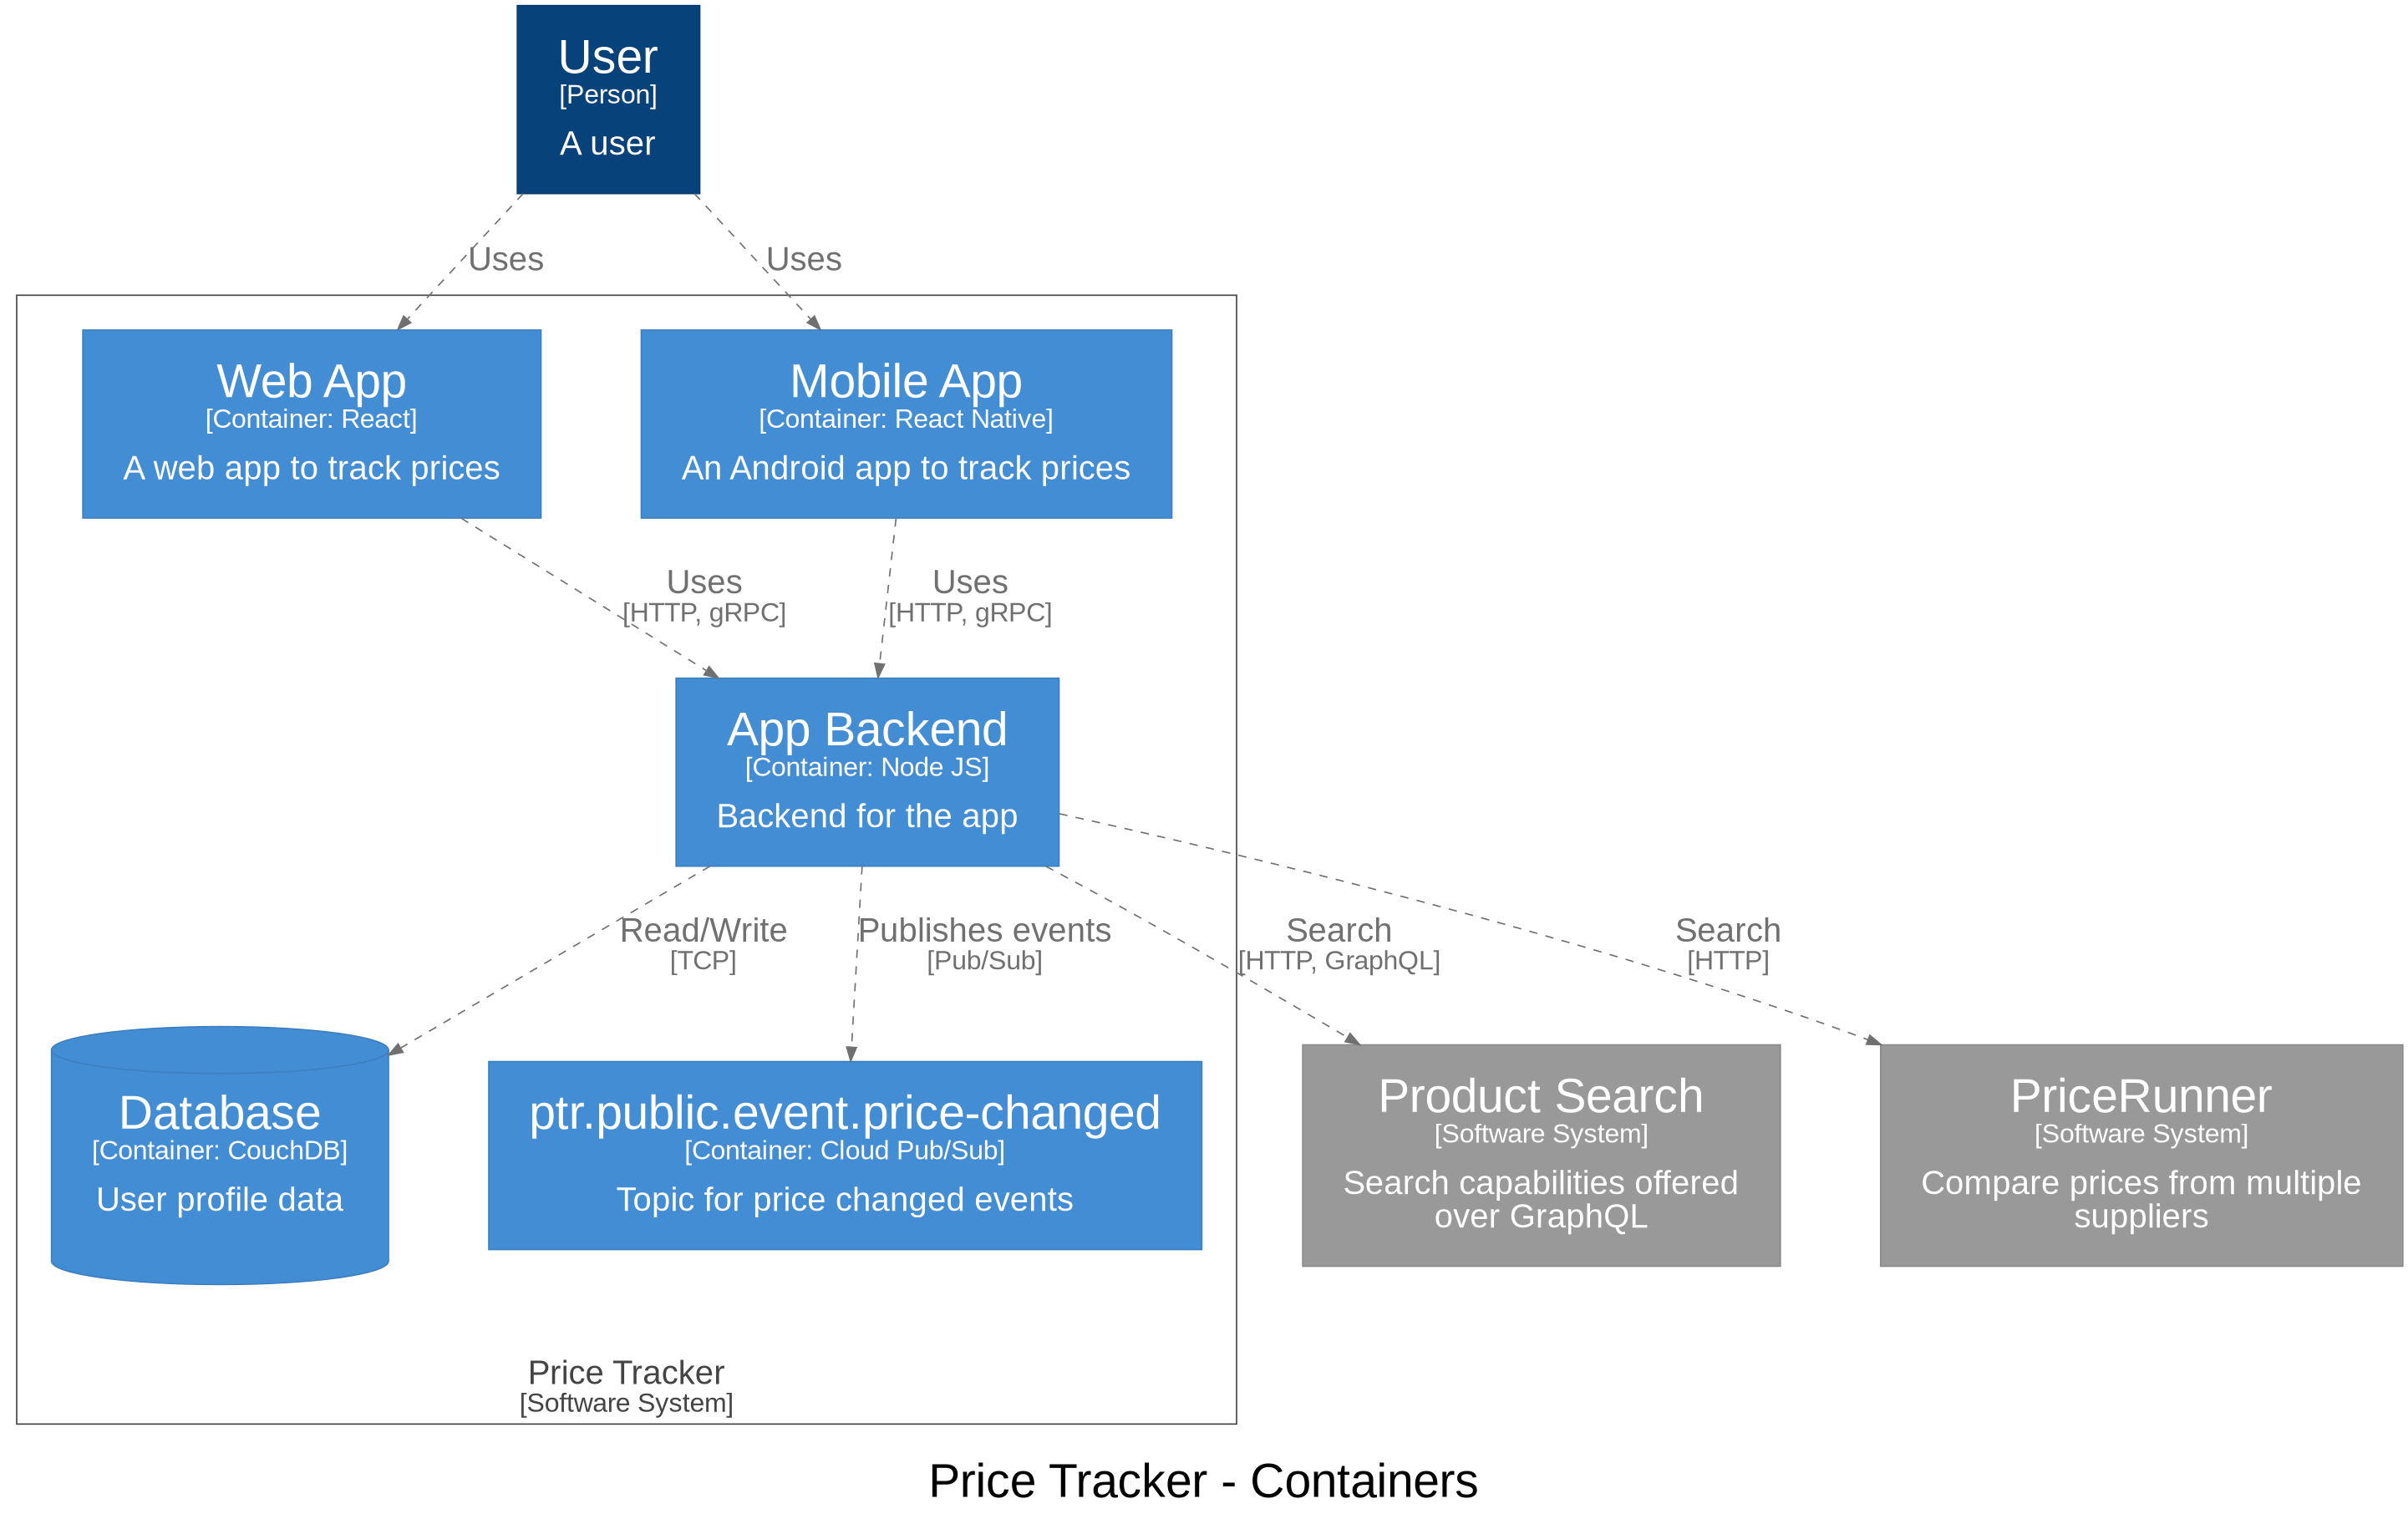 User
[Person]
A user
Uses
Uses
Web App
[Container: React]
A web app to track prices
Mobile App
[Container: React Native]
An Android app to track prices
Uses
[HTTP, gRPC]
Uses
[HTTP, gRPC]
App Backend
[Container: Node JS]
Backend for the app
Read/Write
[TCP]
Publishes events
[Pub/Sub]
Search
[HTTP, GraphQL]
Search
[HTTP]
Database
[Container: CouchDB]
User profile data
ptr.public.event.price-changed
[Container: Cloud Pub/Sub]
Topic for price changed events
Product Search
[Software System]
Search capabilities offered
over GraphQL
PriceRunner
[Software System]
Compare prices from multiple
suppliers
Price Tracker
[Software System]
Price Tracker - Containers